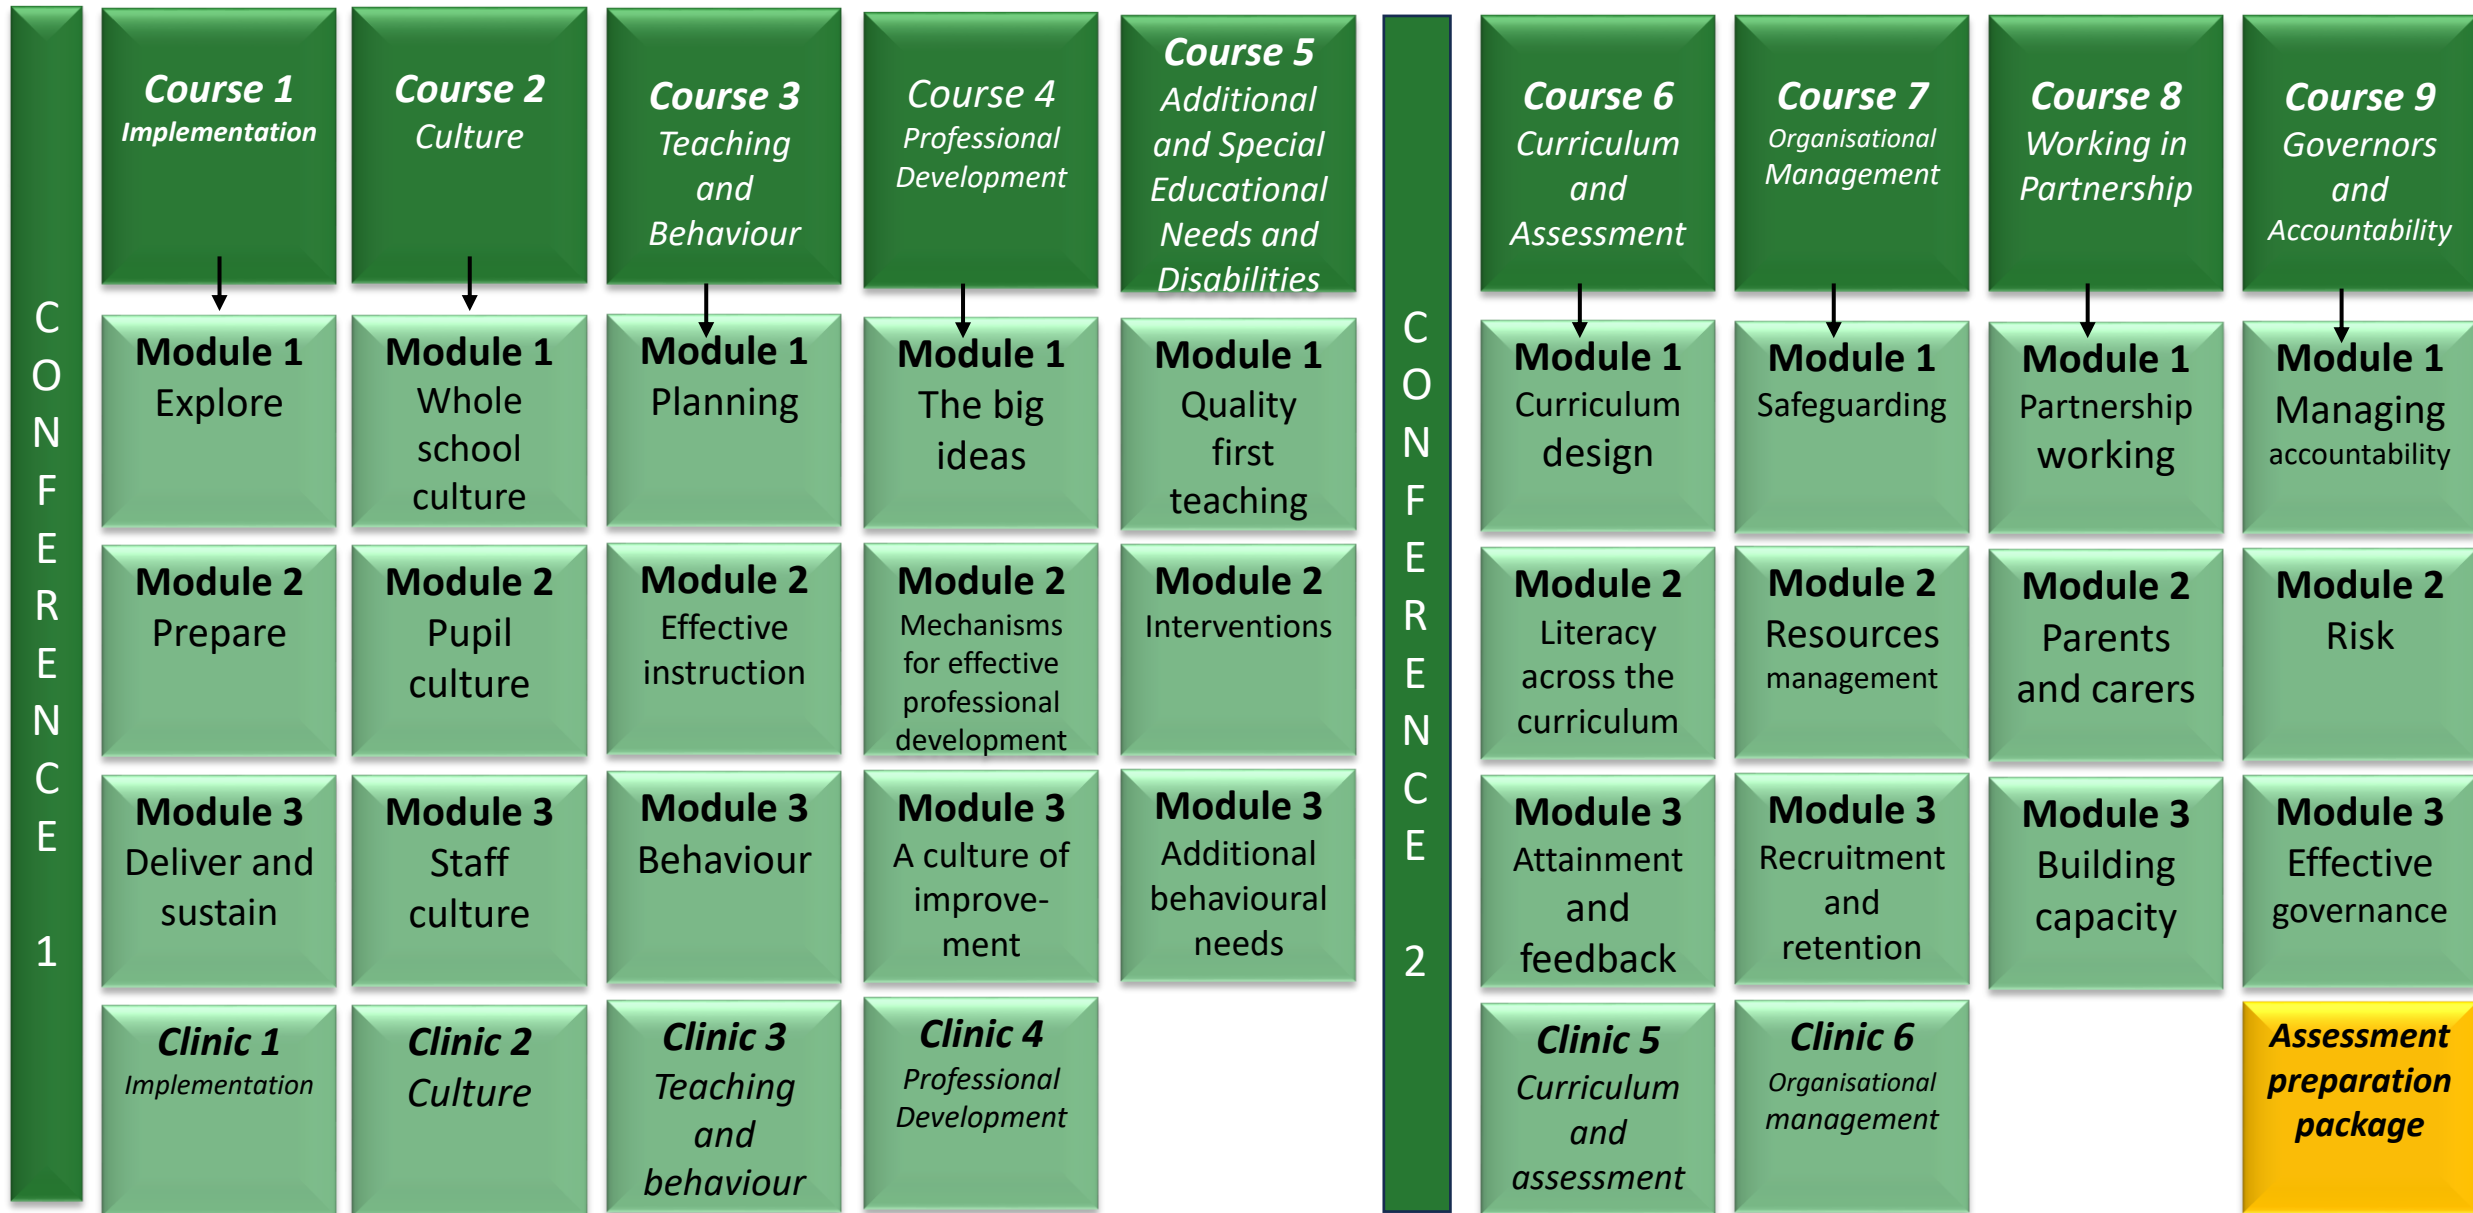 CONFERENCE 1
Course 1
Implementation
Module 1
Explore
Module 2
Prepare
Module 3
Deliver and
sustain
Clinic 1
Implementation
Course 2
Culture
Module 1
Whole
school
culture
Module 2
Pupil
culture
Module 3
Staff
culture
Clinic 2
Culture
Course 3
Teaching
and
Behaviour
Module 1
Planning
Module 2
Effective
instruction
Module 3
Behaviour
Clinic 3
Teaching
and
behaviour
Course 4
Professional
Development
Module 1
The big
ideas
Module 2
Mechanisms
for effective
professional
development
Module 3
A culture of
improve-
ment
Clinic 4
Professional
Development
Course 5
Additional
and Special
Educational
Needs and
Disabilities
Module 1
Quality
first
teaching
Module 2
Interventions
Module 3
Additional
behavioural
needs
CONFERENCE 2
Course 6
Curriculum
and
Assessment
Module 1
Curriculum
design
Module 2
Literacy
across the
curriculum
Module 3
Attainment
and
feedback
Clinic 5
Curriculum
and
assessment
Course 7
Organisational
Management
Module 1
Safeguarding
Module 2
Resources
management
Module 3
Recruitment
and
retention
Clinic 6
Organisational
management
Course 8
Working in
Partnership
Module 1
Partnership
working
Module 2
Parents
and carers
Module 3
Building
capacity
Course 9
Governors
and
Accountability
Module 1
Managing
accountability
Module 2
Risk
Module 3
Effective
governance
Assessment
preparation
package